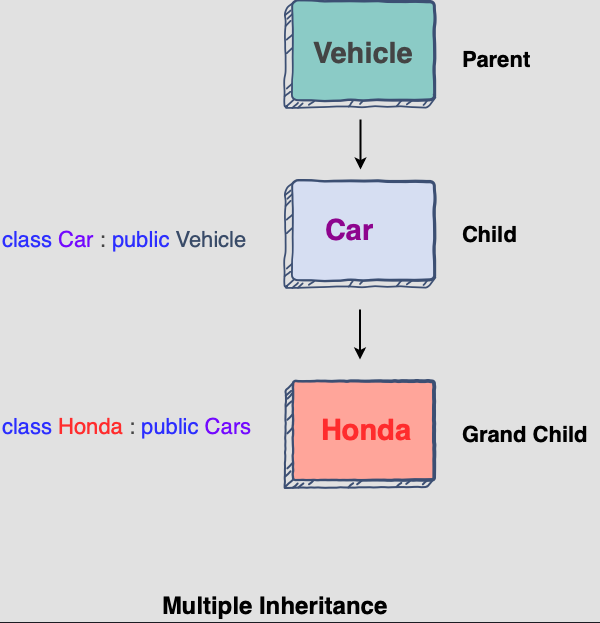 Vehicle
Parent
class Car : public Vehicle
Car
Child
class Honda : public Cars
Honda
Grand Child
Multiple Inheritance